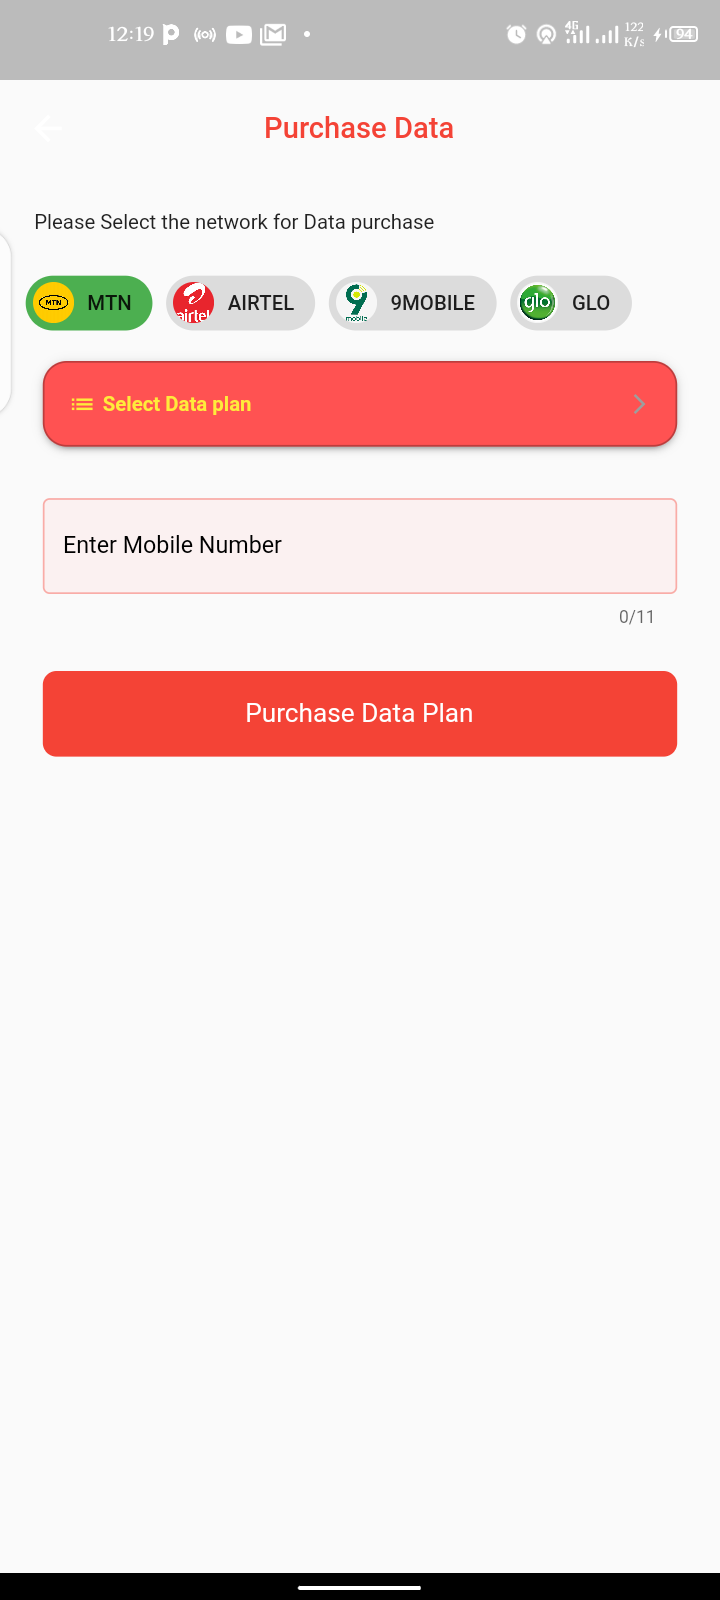 12:19
4G
122
K/s
94
Purchase Data
Please Select the network for Data purchase
MTN MTN
airtel AIRTEL
9 mobile 9MOBILE
glo GLO
Select Data plan
Enter Mobile Number
0/11
Purchase Data Plan